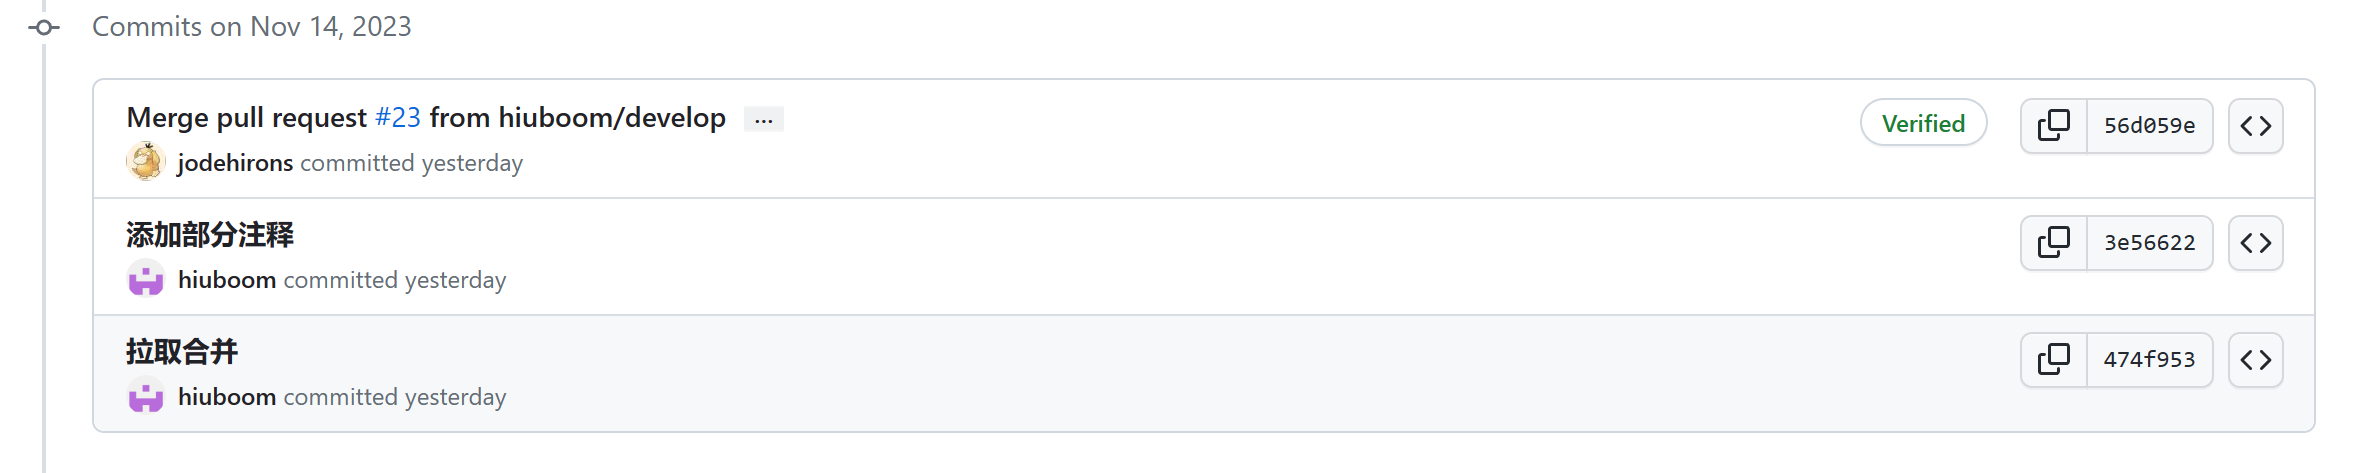 Commits on Nov 14, 2023
Merge pull request #23 from hiuboom/develop ...
Verified
56d059e
jodehirons committed yesterday
添加部分注释
3e56622
hiuboom committed yesterday
拉取合并
474f953
hiuboom committed yesterday